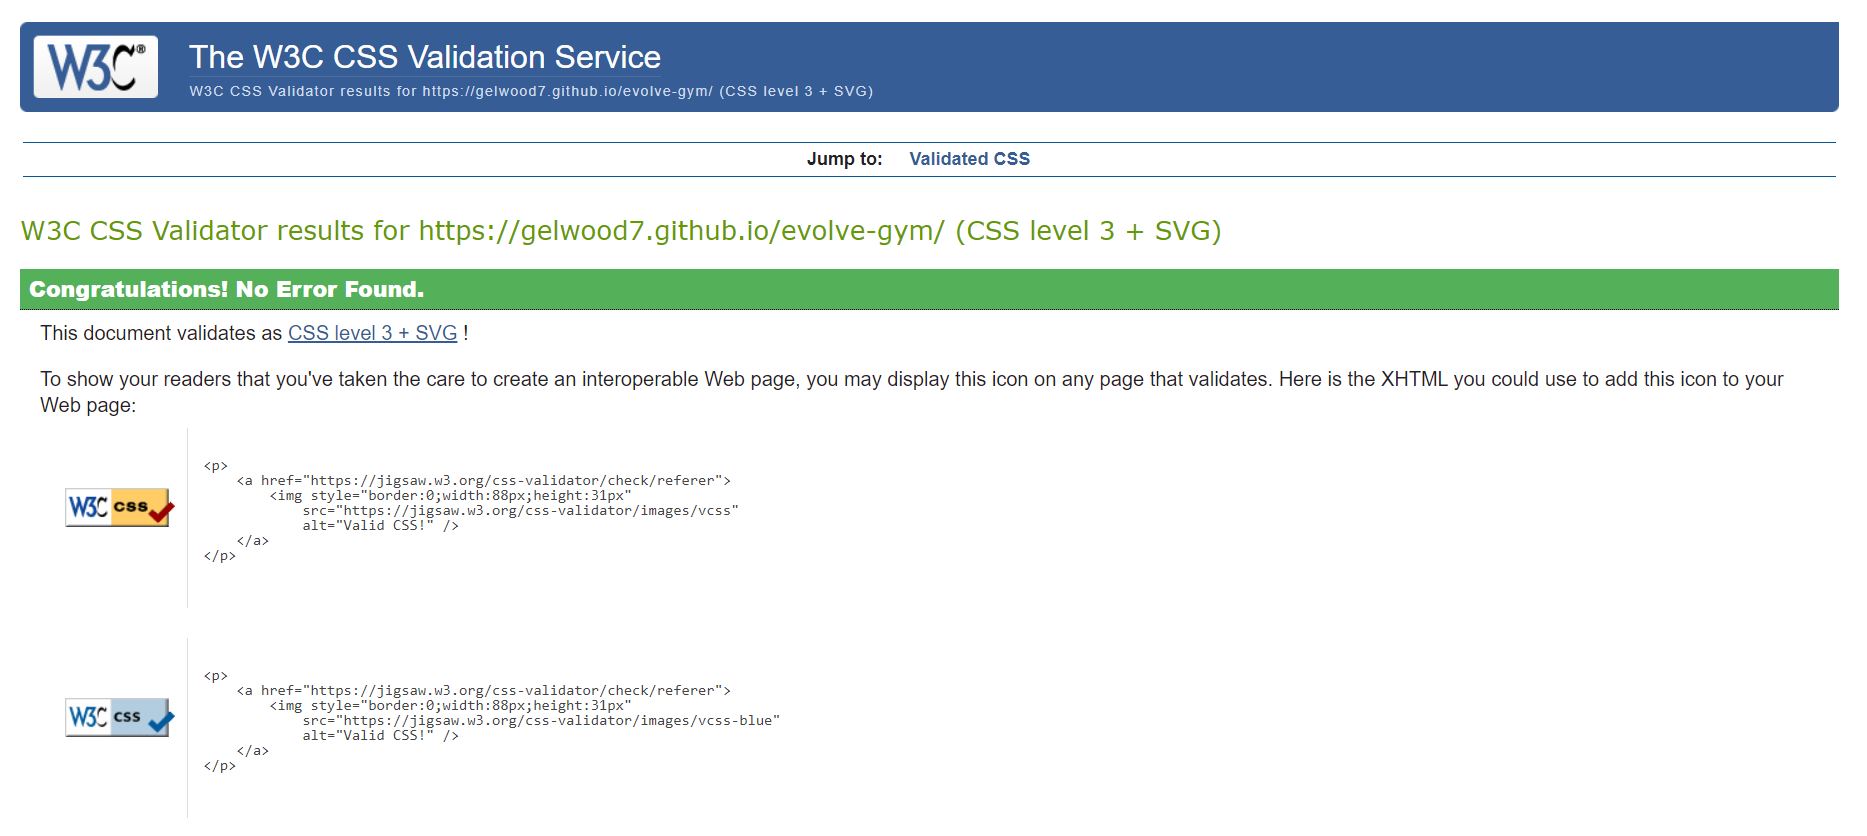 W3C®
The W3C CSS Validation Service
W3C CSS Validator results for https://gelwood7.github.io/evolve-gym/ (CSS level 3 + SVG)
Jump to: Validated CSS
W3C CSS Validator results for https://gelwood7.github.io/evolve-gym/ (CSS level 3 + SVG)
Congratulations! No Error Found.
This document validates as CSS level 3 + SVG !
To show your readers that you've taken the care to create an interoperable Web page, you may display this icon on any page that validates. Here is the XHTML you could use to add this icon to your
Web page:
W3C css
<p>
    <a href="https://jigsaw.w3.org/css-validator/check/referer">
        <img style="border:0;width:88px;height:31px"
            src="https://jigsaw.w3.org/css-validator/images/vcss"
            alt="Valid CSS!" />
    </a>
</p>
W3C css
<p>
    <a href="https://jigsaw.w3.org/css-validator/check/referer">
        <img style="border:0;width:88px;height:31px"
            src="https://jigsaw.w3.org/css-validator/images/vcss-blue"
            alt="Valid CSS!" />
    </a>
</p>